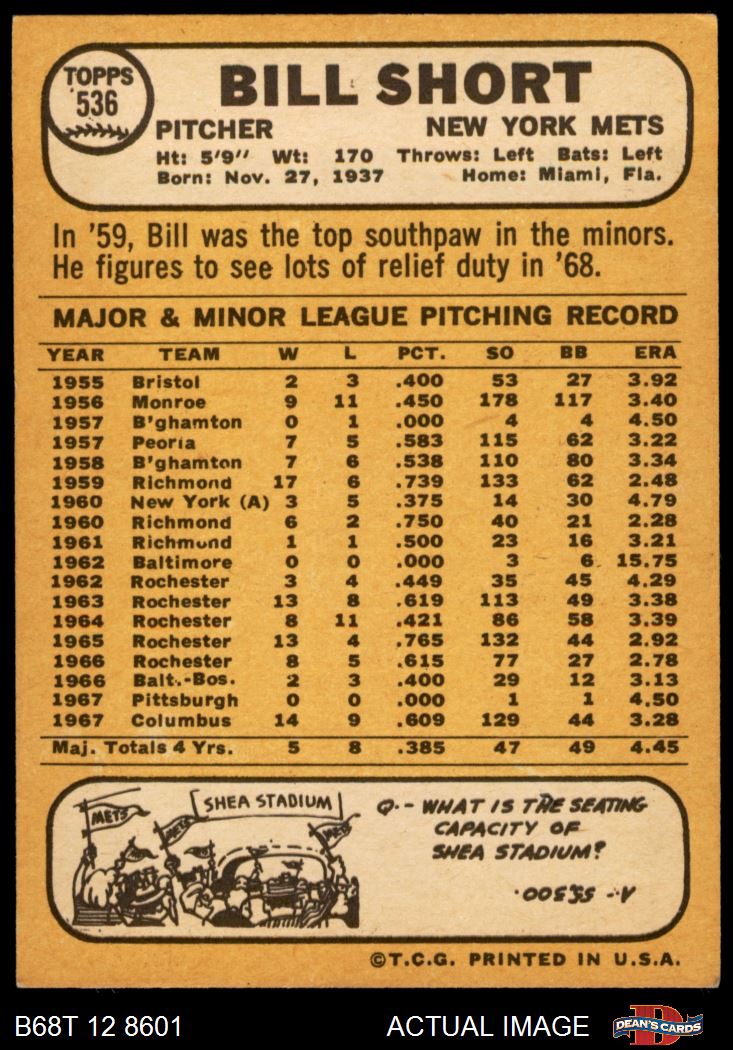 TOPPS
536
BILL SHORT
PITCHER NEW YORK METS
Ht: 5'9" Wt: 170 Throws: Left Bats: Left
Born: Nov. 27, 1937 Home: Miami, Fla.
In '59, Bill was the top southpaw in the minors.
He figures to see lots of relief duty in '68.
MAJOR & MINOR LEAGUE PITCHING RECORD
YEAR TEAM W L PCT. SO BB ERA
1955 Bristol 2 3 .400 53 27 3.92
1956 Monroe 9 11 .450 178 117 3.40
1957 B'ghamton 0 1 .000 4 4 4.50
1957 Peoria 7 5 .583 115 62 3.22
1958 B'ghamton 7 6 .538 110 80 3.34
1959 Richmond 17 6 .739 133 62 2.48
1960 New York (A) 3 5 .375 14 30 4.79
1960 Richmond 6 2 .750 40 21 2.28
1961 Richmond 1 1 .500 23 16 3.21
1962 Baltimore 0 0 .000 3 6 15.75
1962 Rochester 3 4 .449 35 45 4.29
1963 Rochester 13 8 .619 113 49 3.38
1964 Rochester 8 11 .421 86 58 3.39
1965 Rochester 13 4 .765 132 44 2.92
1966 Rochester 8 5 .615 77 27 2.78
1966 Balt.-Bos. 2 3 .400 29 12 3.13
1967 Pittsburgh 0 0 .000 1 1 4.50
1967 Columbus 14 9 .609 129 44 3.28
Maj. Totals 4 Yrs. 5 8 .385 47 49 4.45
METS
SHEA STADIUM
METS
METS
Q.- WHAT IS THE SEATING
CAPACITY OF
SHEA STADIUM?
A- 55,300.
©T.C.G. PRINTED IN U.S.A.
B68T 12 8601 ACTUAL IMAGE
D
DEAN'S CARDS